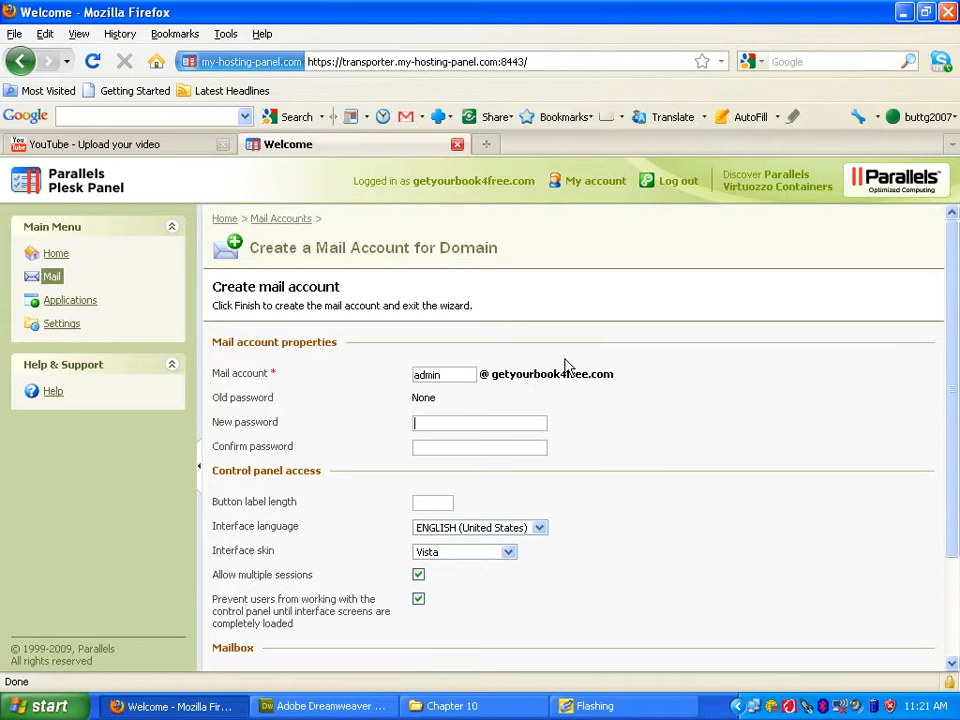 Welcome - Mozilla Firefox
File Edit View History Bookmarks Tools Help
my-hosting-panel.com https://transporter.my-hosting-panel.com:8443/ Google
Most Visited Getting Started Latest Headlines
Google Search Share Bookmarks Translate AutoFill buttg2007
YouTube - Upload your video Welcome
Parallels
Plesk Panel
Logged in as getyourbook4free.com My account Log out
Discover Parallels
Virtuozzo Containers
Parallels
Optimized Computing
Main Menu
Home
Mail
Applications
Settings
Help & Support
Help
© 1999-2009, Parallels
All rights reserved
Home > Mail Accounts >
Create a Mail Account for Domain
Create mail account
Click Finish to create the mail account and exit the wizard.
Mail account properties
Mail account * admin @ getyourbook4free.com
Old password None
New password
Confirm password
Control panel access
Button label length
Interface language ENGLISH (United States)
Interface skin Vista
Allow multiple sessions
Prevent users from working with the
control panel until interface screens are
completely loaded
Mailbox
Done
start Welcome - Mozilla Fir... Adobe Dreamweaver ... Chapter 10 Flashing 11:21 AM